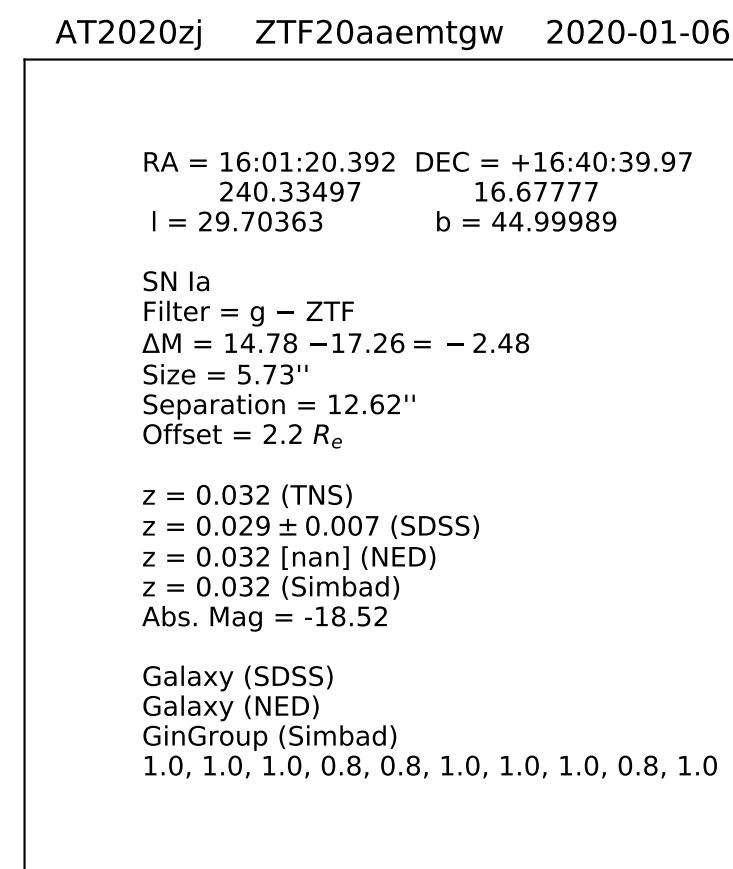 AT2020zj ZTF20aaemtgw 2020-01-06
RA = 16:01:20.392 DEC = +16:40:39.97
240.33497 16.67777
l = 29.70363 b = 44.99989
SN Ia
Filter = g − ZTF
ΔM = 14.78 −17.26 = −2.48
Size = 5.73''
Separation = 12.62''
Offset = 2.2 Rₑ
z = 0.032 (TNS)
z = 0.029 ± 0.007 (SDSS)
z = 0.032 [nan] (NED)
z = 0.032 (Simbad)
Abs. Mag = -18.52
Galaxy (SDSS)
Galaxy (NED)
GinGroup (Simbad)
1.0, 1.0, 1.0, 0.8, 0.8, 1.0, 1.0, 1.0, 0.8, 1.0